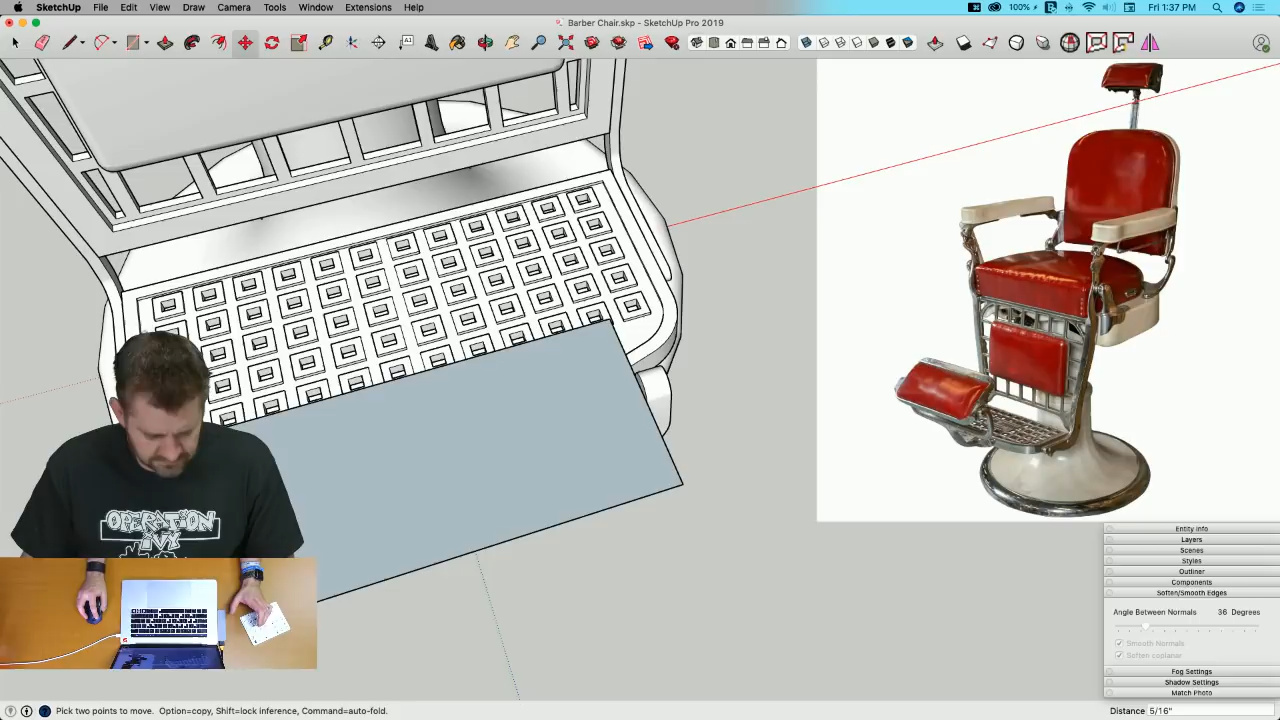 SketchUp File Edit View Draw Camera Tools Window Extensions Help 100% Fri 1:37 PM
Barber Chair.skp - SketchUp Pro 2019
OPERATION
IVY
Entity Info
Layers
Scenes
Styles
Outliner
Components
Soften/Smooth Edges
Angle Between Normals 36 Degrees
Smooth Normals
Soften coplanar
Fog Settings
Shadow Settings
Match Photo
Pick two points to move. Option=copy, Shift=lock inference, Command=auto-fold. Distance 5/16"